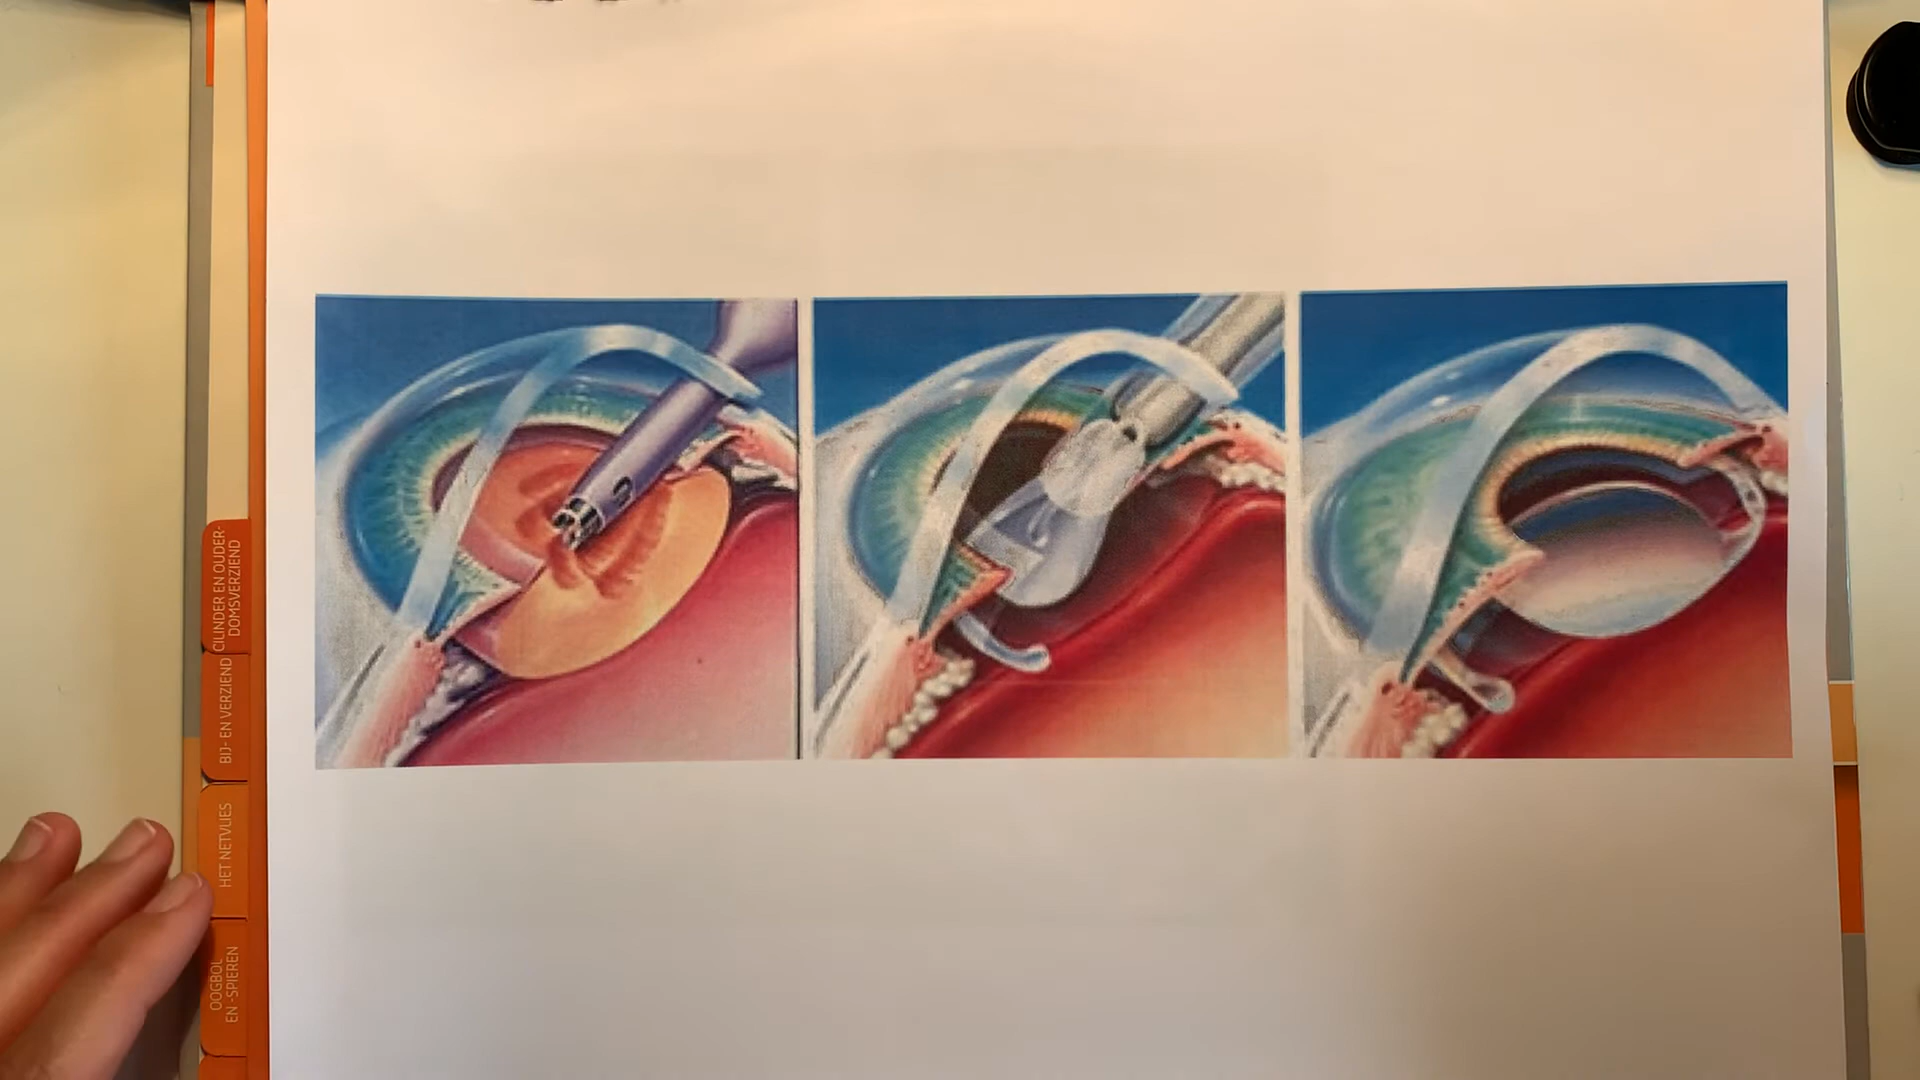 CILINDER EN OUDER-
DOMSVERZIEND
BIJ- EN VERZIEND
HET NETVLIES
OOGBOL
EN -SPIEREN